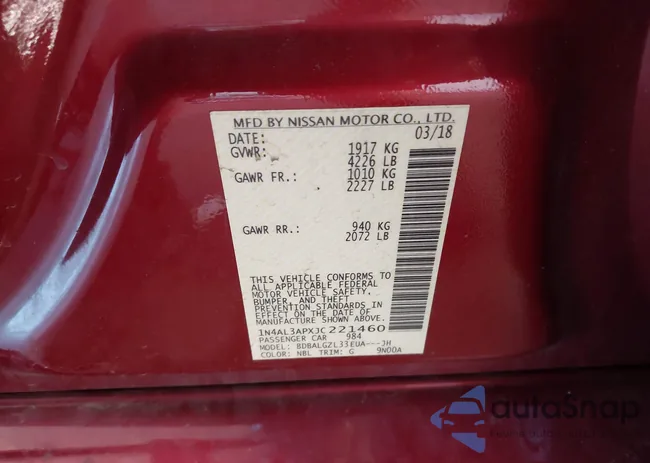 MFD BY NISSAN MOTOR CO., LTD.
DATE: 03/18
GVWR: 1917 KG
4226 LB
GAWR FR.: 1010 KG
2227 LB
GAWR RR.: 940 KG
2072 LB
THIS VEHICLE CONFORMS TO
ALL APPLICABLE FEDERAL
MOTOR VEHICLE SAFETY,
BUMPER, AND THEFT
PREVENTION STANDARDS IN
EFFECT ON THE DATE OF
MANUFACTURE SHOWN ABOVE.
1N4AL3APXJC221460
PASSENGER CAR 984
MODEL: BDBALGZL33EUA---JH
COLOR: NBL TRIM: G 9N00A
autoSnap